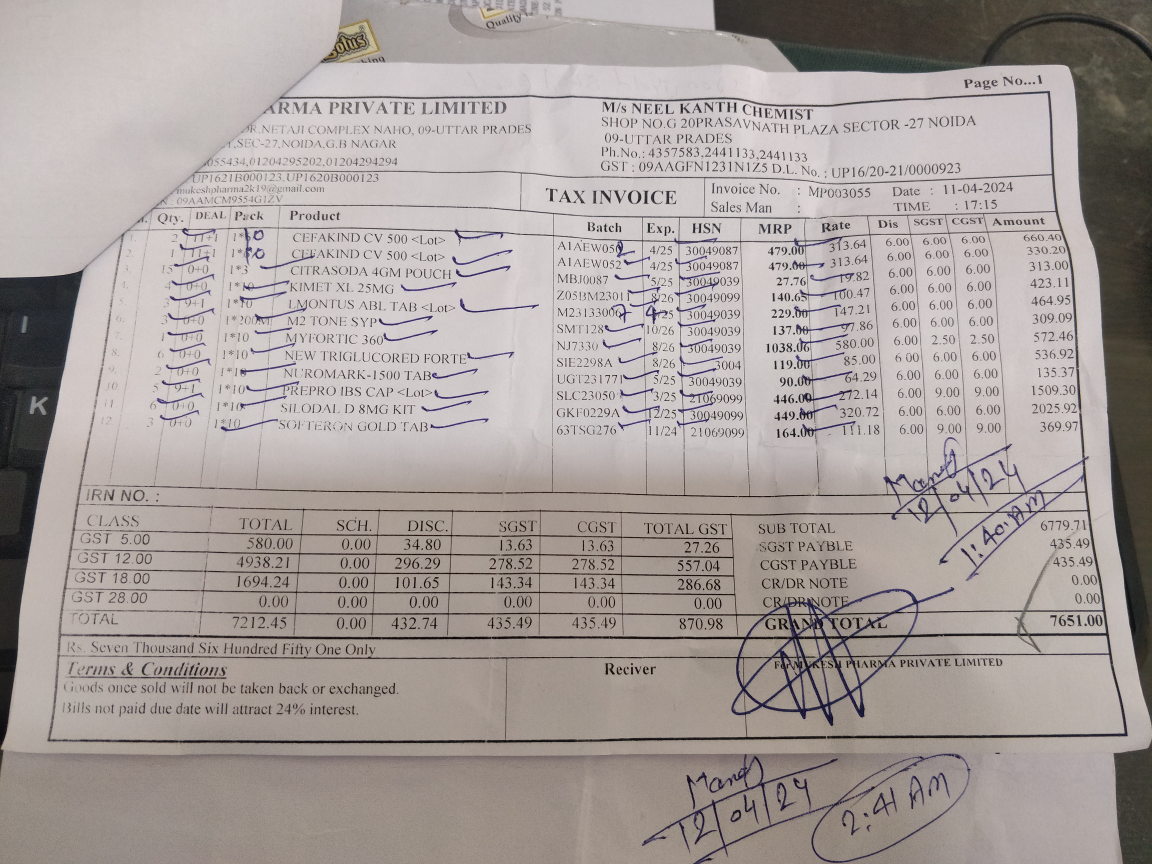 olus
Quality
king
Page No...1
HARMA PRIVATE LIMITED
M/s NEEL KANTH CHEMIST
OR.NETAJI COMPLEX NAHO, 09-UTTAR PRADES
SHOP NO.G 20PRASAVNATH PLAZA SECTOR -27 NOIDA
SEC-27,NOIDA,G.B NAGAR
09-UTTAR PRADES
055434,01204295202,01204294294
Ph.No.: 4357583,2441133,2441133
GST : 09AAGFN1231N1Z5 D.L. No. : UP16/20-21/0000923
UP1621B000123,UP1620B000123
mukeshpharma2k19@gmail.com
09AAMCM9554G1ZV
TAX INVOICE
Invoice No. : MP003055 Date : 11-04-2024
Sales Man : TIME : 17:15
Qty. DEAL Pack Product Batch Exp. HSN MRP Rate Dis SGST CGST Amount
1. 2 11+1 CEFAKIND CV 500 <Lot> A1AEW052 4/25 30049087 479.00 313.64 6.00 6.00 6.00 660.40
2. 1 11+1 CEFAKIND CV 500 <Lot> A1AEW052 4/25 30049087 479.00 313.64 6.00 6.00 6.00 330.20
15 0+0 1*3 CITRASODA 4GM POUCH MBJ0087 5/25 30049039 27.76 19.82 6.00 6.00 6.00 313.00
4 0+0 1*10 KIMET XL 25MG Z05BM23011 8/26 30049099 140.65 100.47 6.00 6.00 6.00 423.11
3 9+1 1*10 LMONTUS ABL TAB <Lot> M23133007 30049039 229.00 147.21 6.00 6.00 6.00 464.95
6. 3 0+0 1*200M M2 TONE SYP SMT128 10/26 30049039 137.00 97.86 6.00 6.00 6.00 309.09
7. 1 0+0 1*10 MYFORTIC 360 NJ7330 8/26 30049039 1038.06 580.00 6.00 2.50 2.50 572.46
8. 6 0+0 1*10 NEW TRIGLUCORED FORTE SIE2298A 8/26 3004 119.00 85.00 6.00 6.00 6.00 536.92
9. 2 0+0 1*10 NUROMARK-1500 TAB UGT231771 5/25 30049039 90.00 64.29 6.00 6.00 6.00 135.37
10. 5 9+1 1*10 PREPRO IBS CAP <Lot> SLC23050 3/25 21069099 446.00 272.14 6.00 9.00 9.00 1509.30
11 6 0+0 1*10 SILODAL D 8MG KIT GKF0229A 12/25 30049099 449.00 320.72 6.00 6.00 6.00 2025.92
12 3 0+0 1*10 SOFTERON GOLD TAB 63TSG276 11/24 21069099 164.00 111.18 6.00 9.00 9.00 369.97
12/04/24
1:40. AM
IRN NO. :
CLASS TOTAL SCH. DISC. SGST CGST TOTAL GST
GST 5.00 580.00 0.00 34.80 13.63 13.63 27.26
GST 12.00 4938.21 0.00 296.29 278.52 278.52 557.04
GST 18.00 1694.24 0.00 101.65 143.34 143.34 286.68
GST 28.00 0.00 0.00 0.00 0.00 0.00 0.00
TOTAL 7212.45 0.00 432.74 435.49 435.49 870.98
SUB TOTAL 6779.71
SGST PAYBLE 435.49
CGST PAYBLE 435.49
CR/DR NOTE 0.00
CR/DR NOTE 0.00
GRAND TOTAL 7651.00
Rs. Seven Thousand Six Hundred Fifty One Only
Terms & Conditions
Goods once sold will not be taken back or exchanged.
Bills not paid due date will attract 24% interest.
Reciver
For MUKESH PHARMA PRIVATE LIMITED
12/04/24
2:41 AM
K